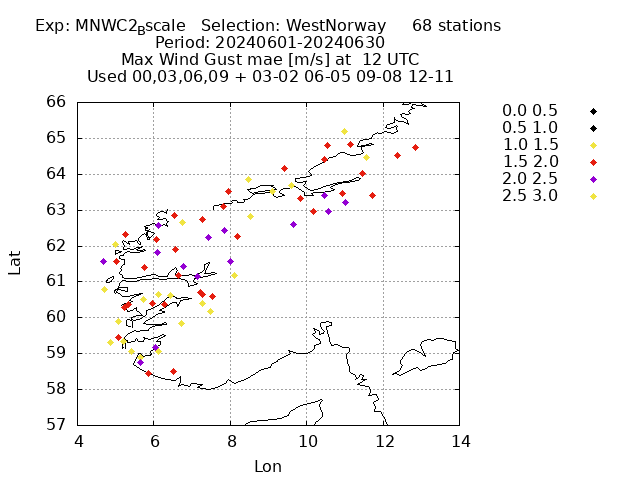 Exp: MNWC2Bscale Selection: WestNorway 68 stations
Period: 20240601-20240630
Max Wind Gust mae [m/s] at 12 UTC
Used 00,03,06,09 + 03-02 06-05 09-08 12-11
66
65
64
63
62
61
60
59
58
57
Lat
4 6 8 10 12 14
Lon
0.0 0.5
0.5 1.0
1.0 1.5
1.5 2.0
2.0 2.5
2.5 3.0